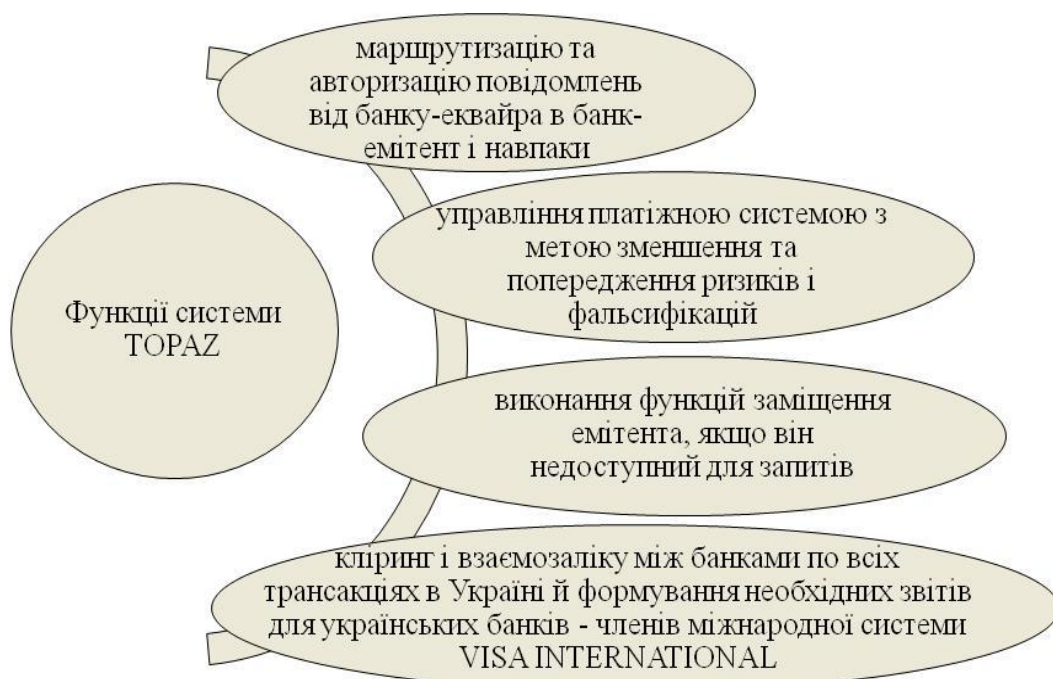 маршрутизацію та
авторизацію повідомлень
від банку-еквайра в банк-
емітент і навпаки
управління платіжною системою з
метою зменшення та
попередження ризиків і
фальсифікацій
Функції системи
TOPAZ
виконання функцій заміщення
емітента, якщо він
недоступний для запитів
кліринг і взаємозаліку між банками по всіх
трансакціях в Україні й формування необхідних звітів
для українських банків - членів міжнародної системи
VISA INTERNATIONAL